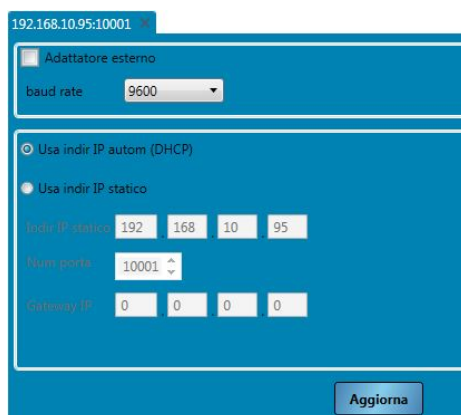 192.168.10.95:10001
Adattatore esterno
baud rate 9600
Usa indir IP autom (DHCP)
Usa indir IP statico
Indir IP statico 192 . 168 . 10 . 95
Num porta 10001
Gateway IP 0 . 0 . 0 . 0
Aggiorna